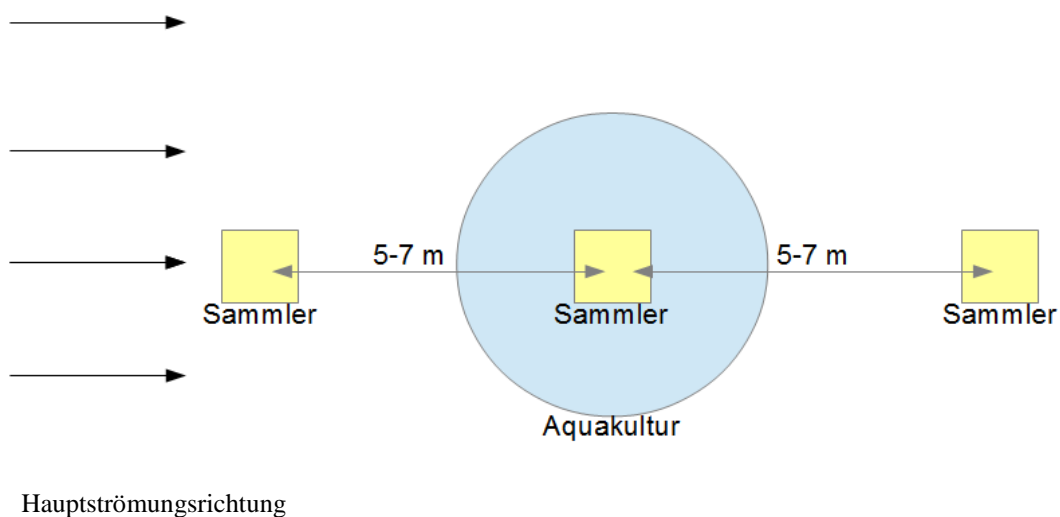 5-7 m
5-7 m
Sammler
Sammler
Sammler
Aquakultur
Hauptströmungsrichtung